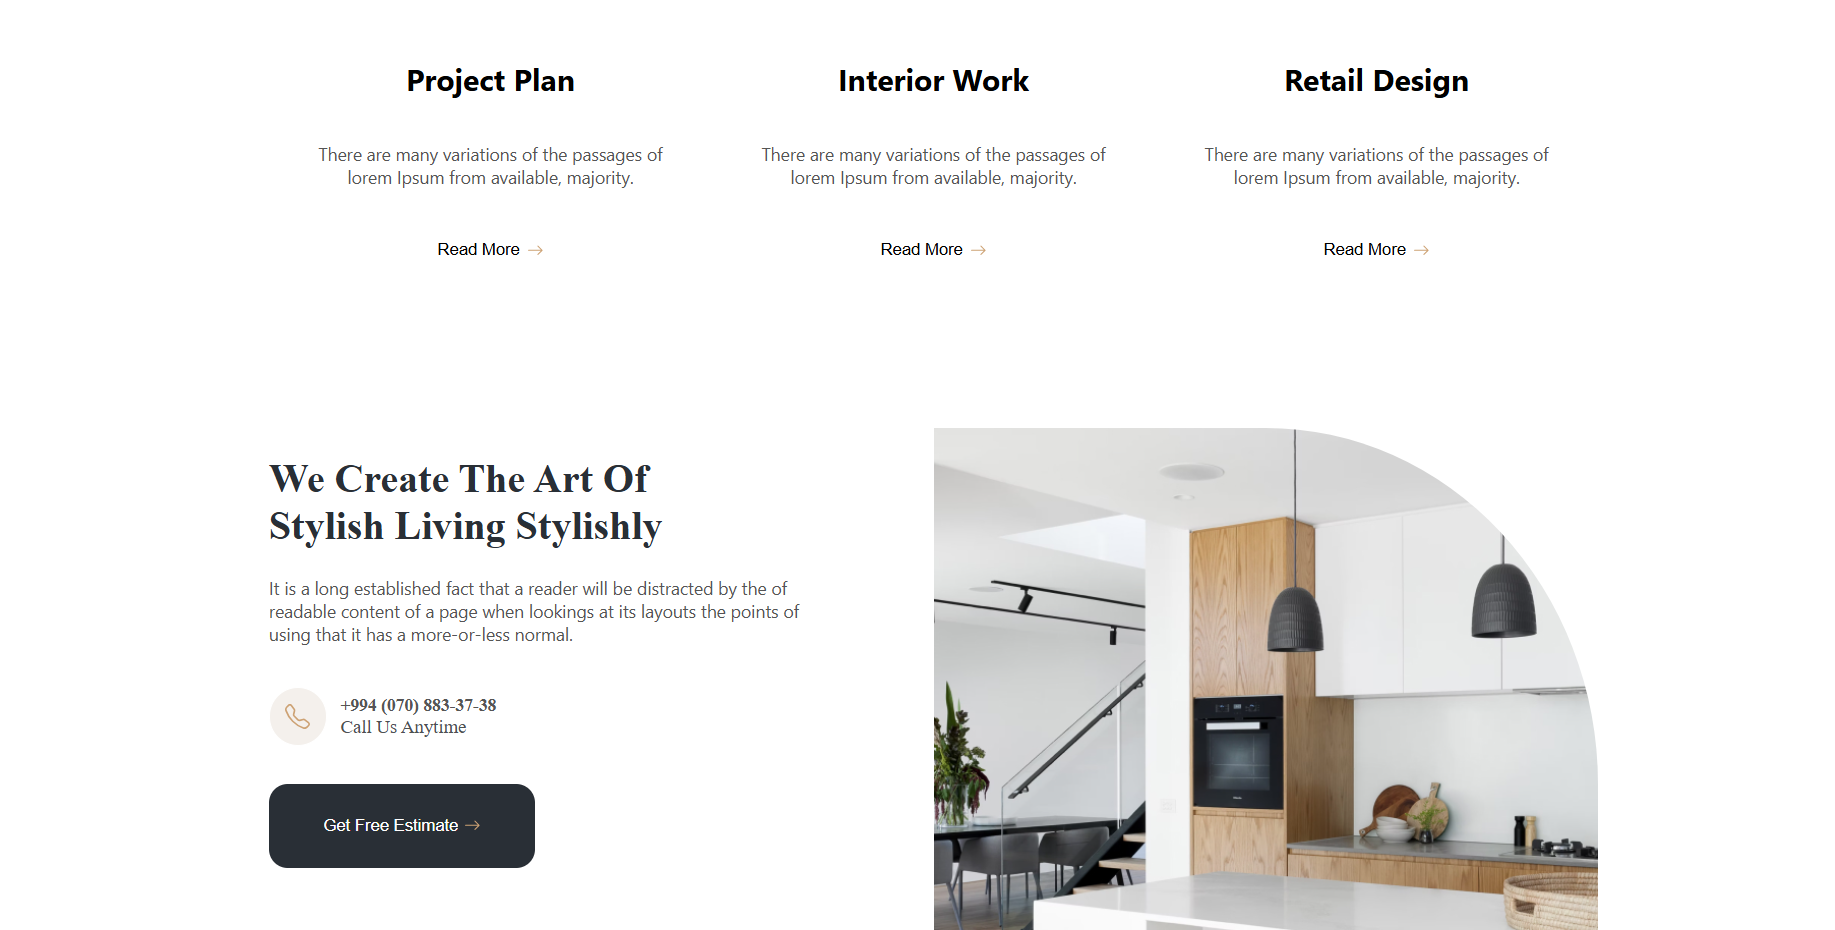 Project Plan
There are many variations of the passages of
lorem Ipsum from available, majority.
Read More
Interior Work
There are many variations of the passages of
lorem Ipsum from available, majority.
Read More
Retail Design
There are many variations of the passages of
lorem Ipsum from available, majority.
Read More
We Create The Art Of
Stylish Living Stylishly
It is a long established fact that a reader will be distracted by the of
readable content of a page when lookings at its layouts the points of
using that it has a more-or-less normal.
+994 (070) 883-37-38
Call Us Anytime
Get Free Estimate